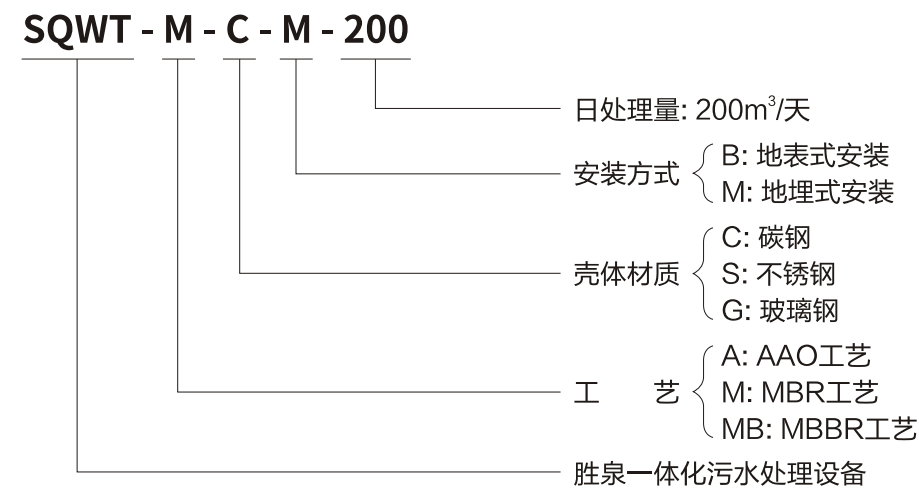 SQWT-M-C-M-200
日处理量: 200m³/天
安装方式
B: 地表式安装
M: 地埋式安装
壳体材质
C: 碳钢
S: 不锈钢
G: 玻璃钢
工 艺
A: AAO工艺
M: MBR工艺
MB: MBBR工艺
胜泉一体化污水处理设备